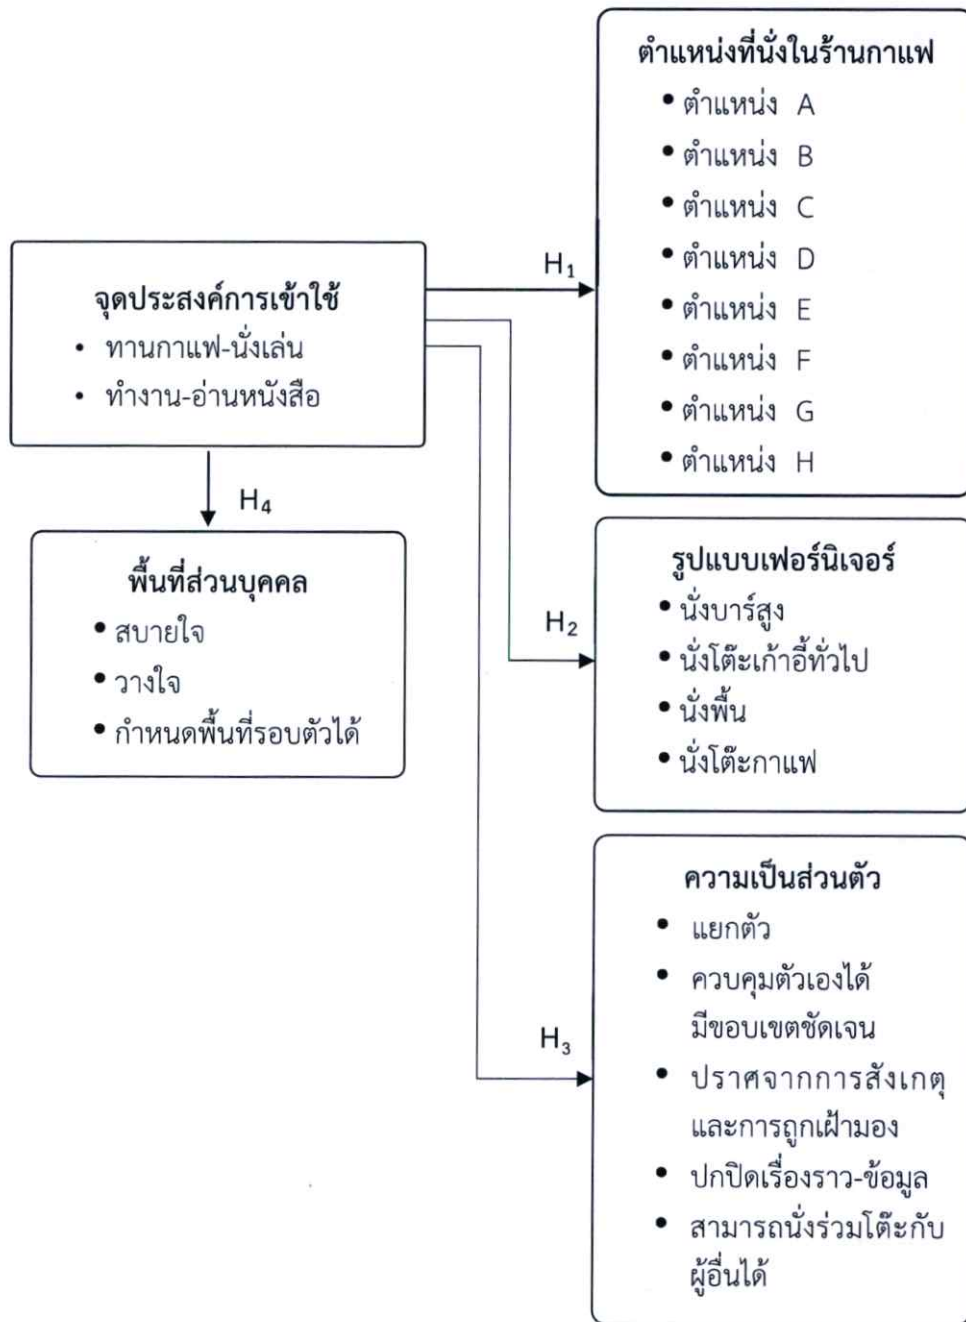 ตำแหน่งที่นั่งในร้านกาแฟ
• ตำแหน่ง A
• ตำแหน่ง B
• ตำแหน่ง C
• ตำแหน่ง D
• ตำแหน่ง E
• ตำแหน่ง F
• ตำแหน่ง G
• ตำแหน่ง H
จุดประสงค์การเข้าใช้
• ทานกาแฟ-นั่งเล่น
• ทำงาน-อ่านหนังสือ
H₁
H₄
พื้นที่ส่วนบุคคล
• สบายใจ
• วางใจ
• กำหนดพื้นที่รอบตัวได้
H₂
รูปแบบเฟอร์นิเจอร์
• นั่งบาร์สูง
• นั่งโต๊ะเก้าอี้ทั่วไป
• นั่งพื้น
• นั่งโต๊ะกาแฟ
H₃
ความเป็นส่วนตัว
• แยกตัว
• ควบคุมตัวเองได้
มีขอบเขตชัดเจน
• ปราศจากการสังเกตุ
และการถูกเฝ้ามอง
• ปกปิดเรื่องราว-ข้อมูล
• สามารถนั่งร่วมโต๊ะกับ
ผู้อื่นได้